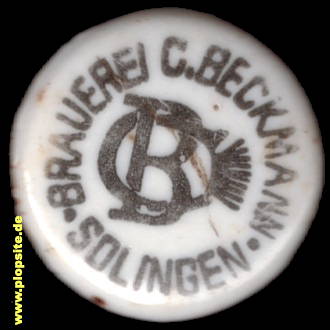 BRAUEREI C.BECKMANN
CB
·SOLINGEN·
www.plopsite.de